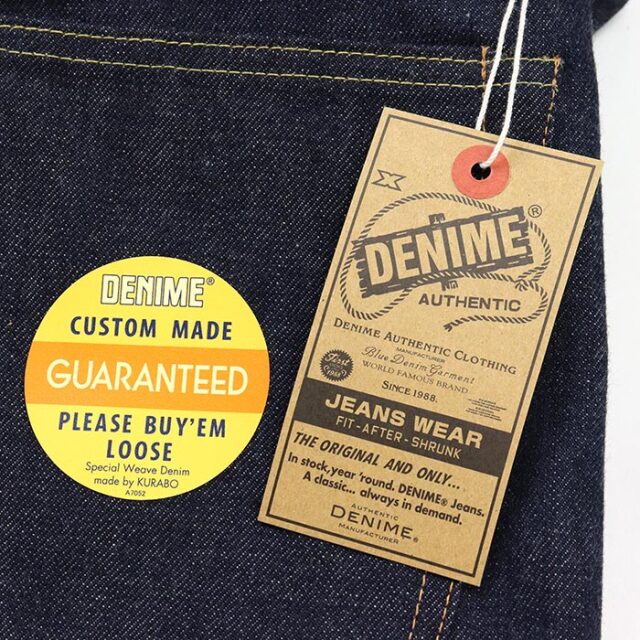 DENIME®
CUSTOM MADE
GUARANTEED
PLEASE BUY'EM
LOOSE
Special Weave Denim
made by KURABO
A7052
X
DENIME®
AUTHENTIC
DENIME AUTHENTIC CLOTHING
MANUFACTURER
Blue Denim Garment
WORLD FAMOUS BRAND
SINCE 1988.
First
1988
JEANS WEAR
FIT-AFTER-SHRUNK
THE ORIGINAL AND ONLY...
In stock, year 'round. DENIME® Jeans.
A classic... always in demand.
AUTHENTIC
DENIME®
MANUFACTURER